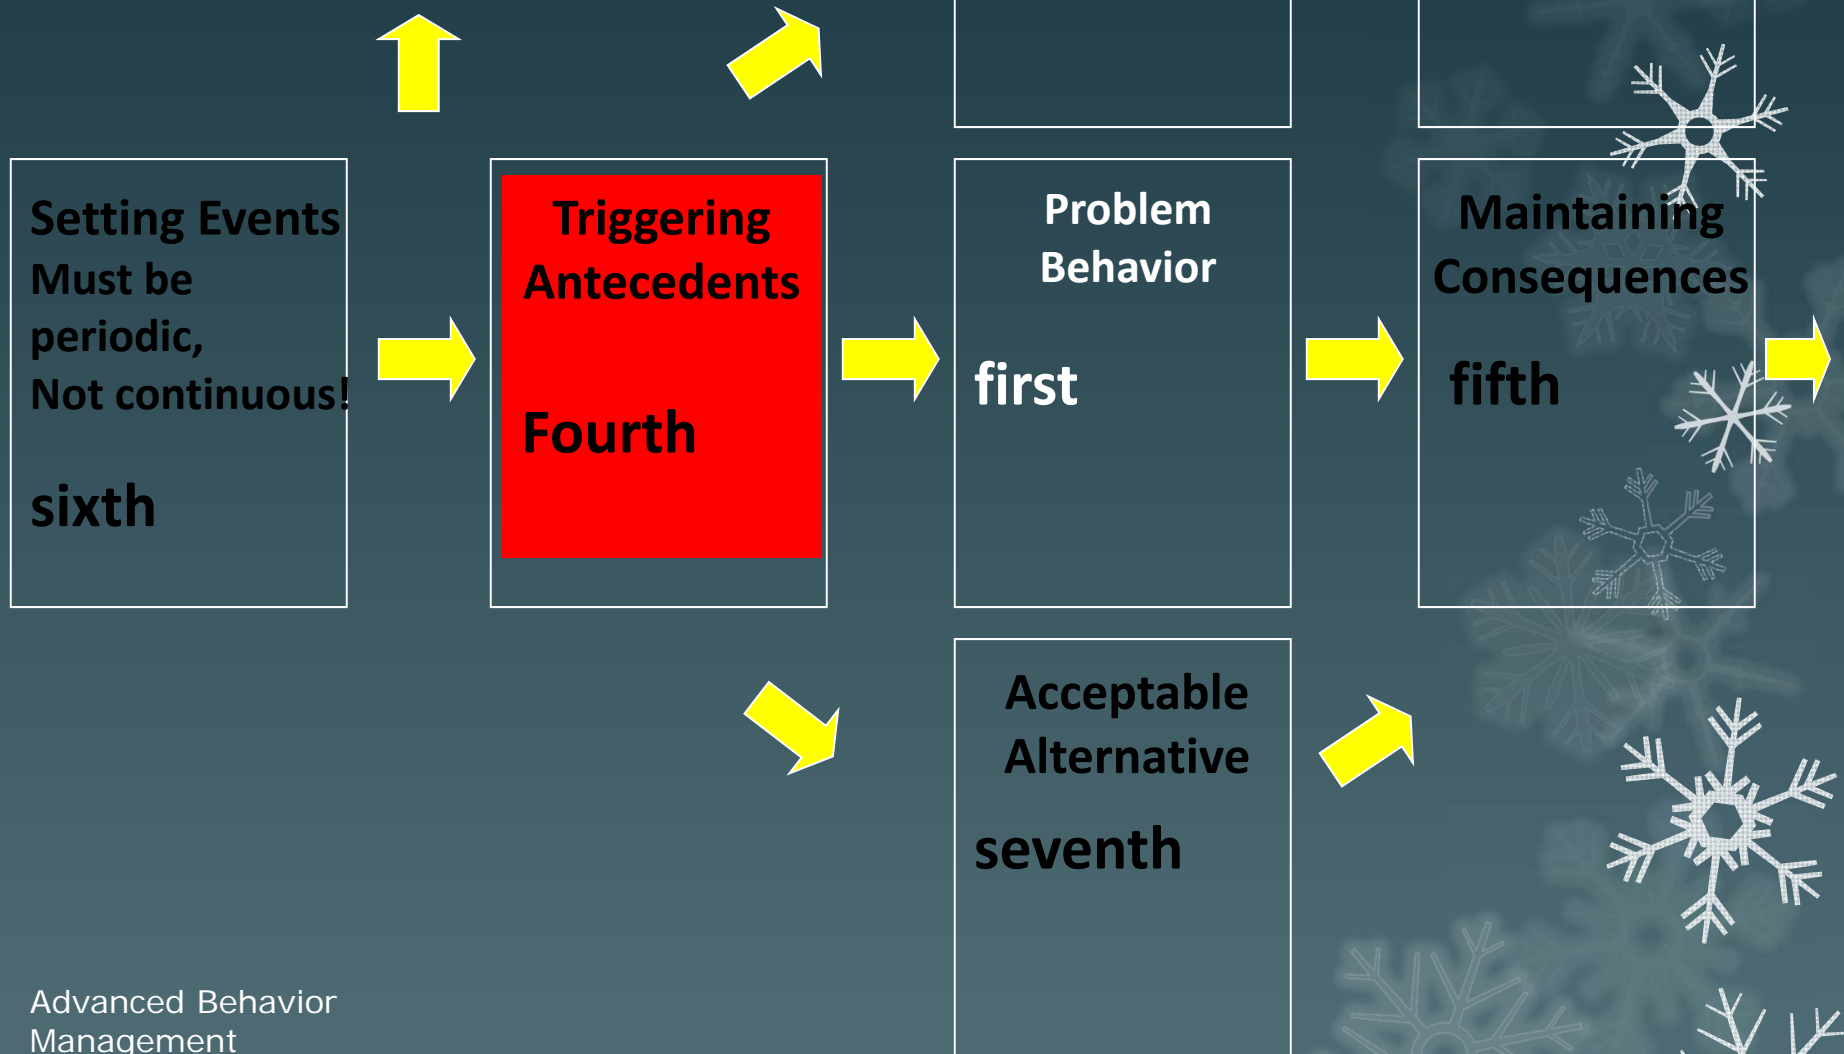 Setting Events
Must be
periodic,
Not continuous!
sixth
Triggering
Antecedents
Fourth
Problem
Behavior
first
Maintaining
Consequences
fifth
Acceptable
Alternative
seventh
Advanced Behavior
Management